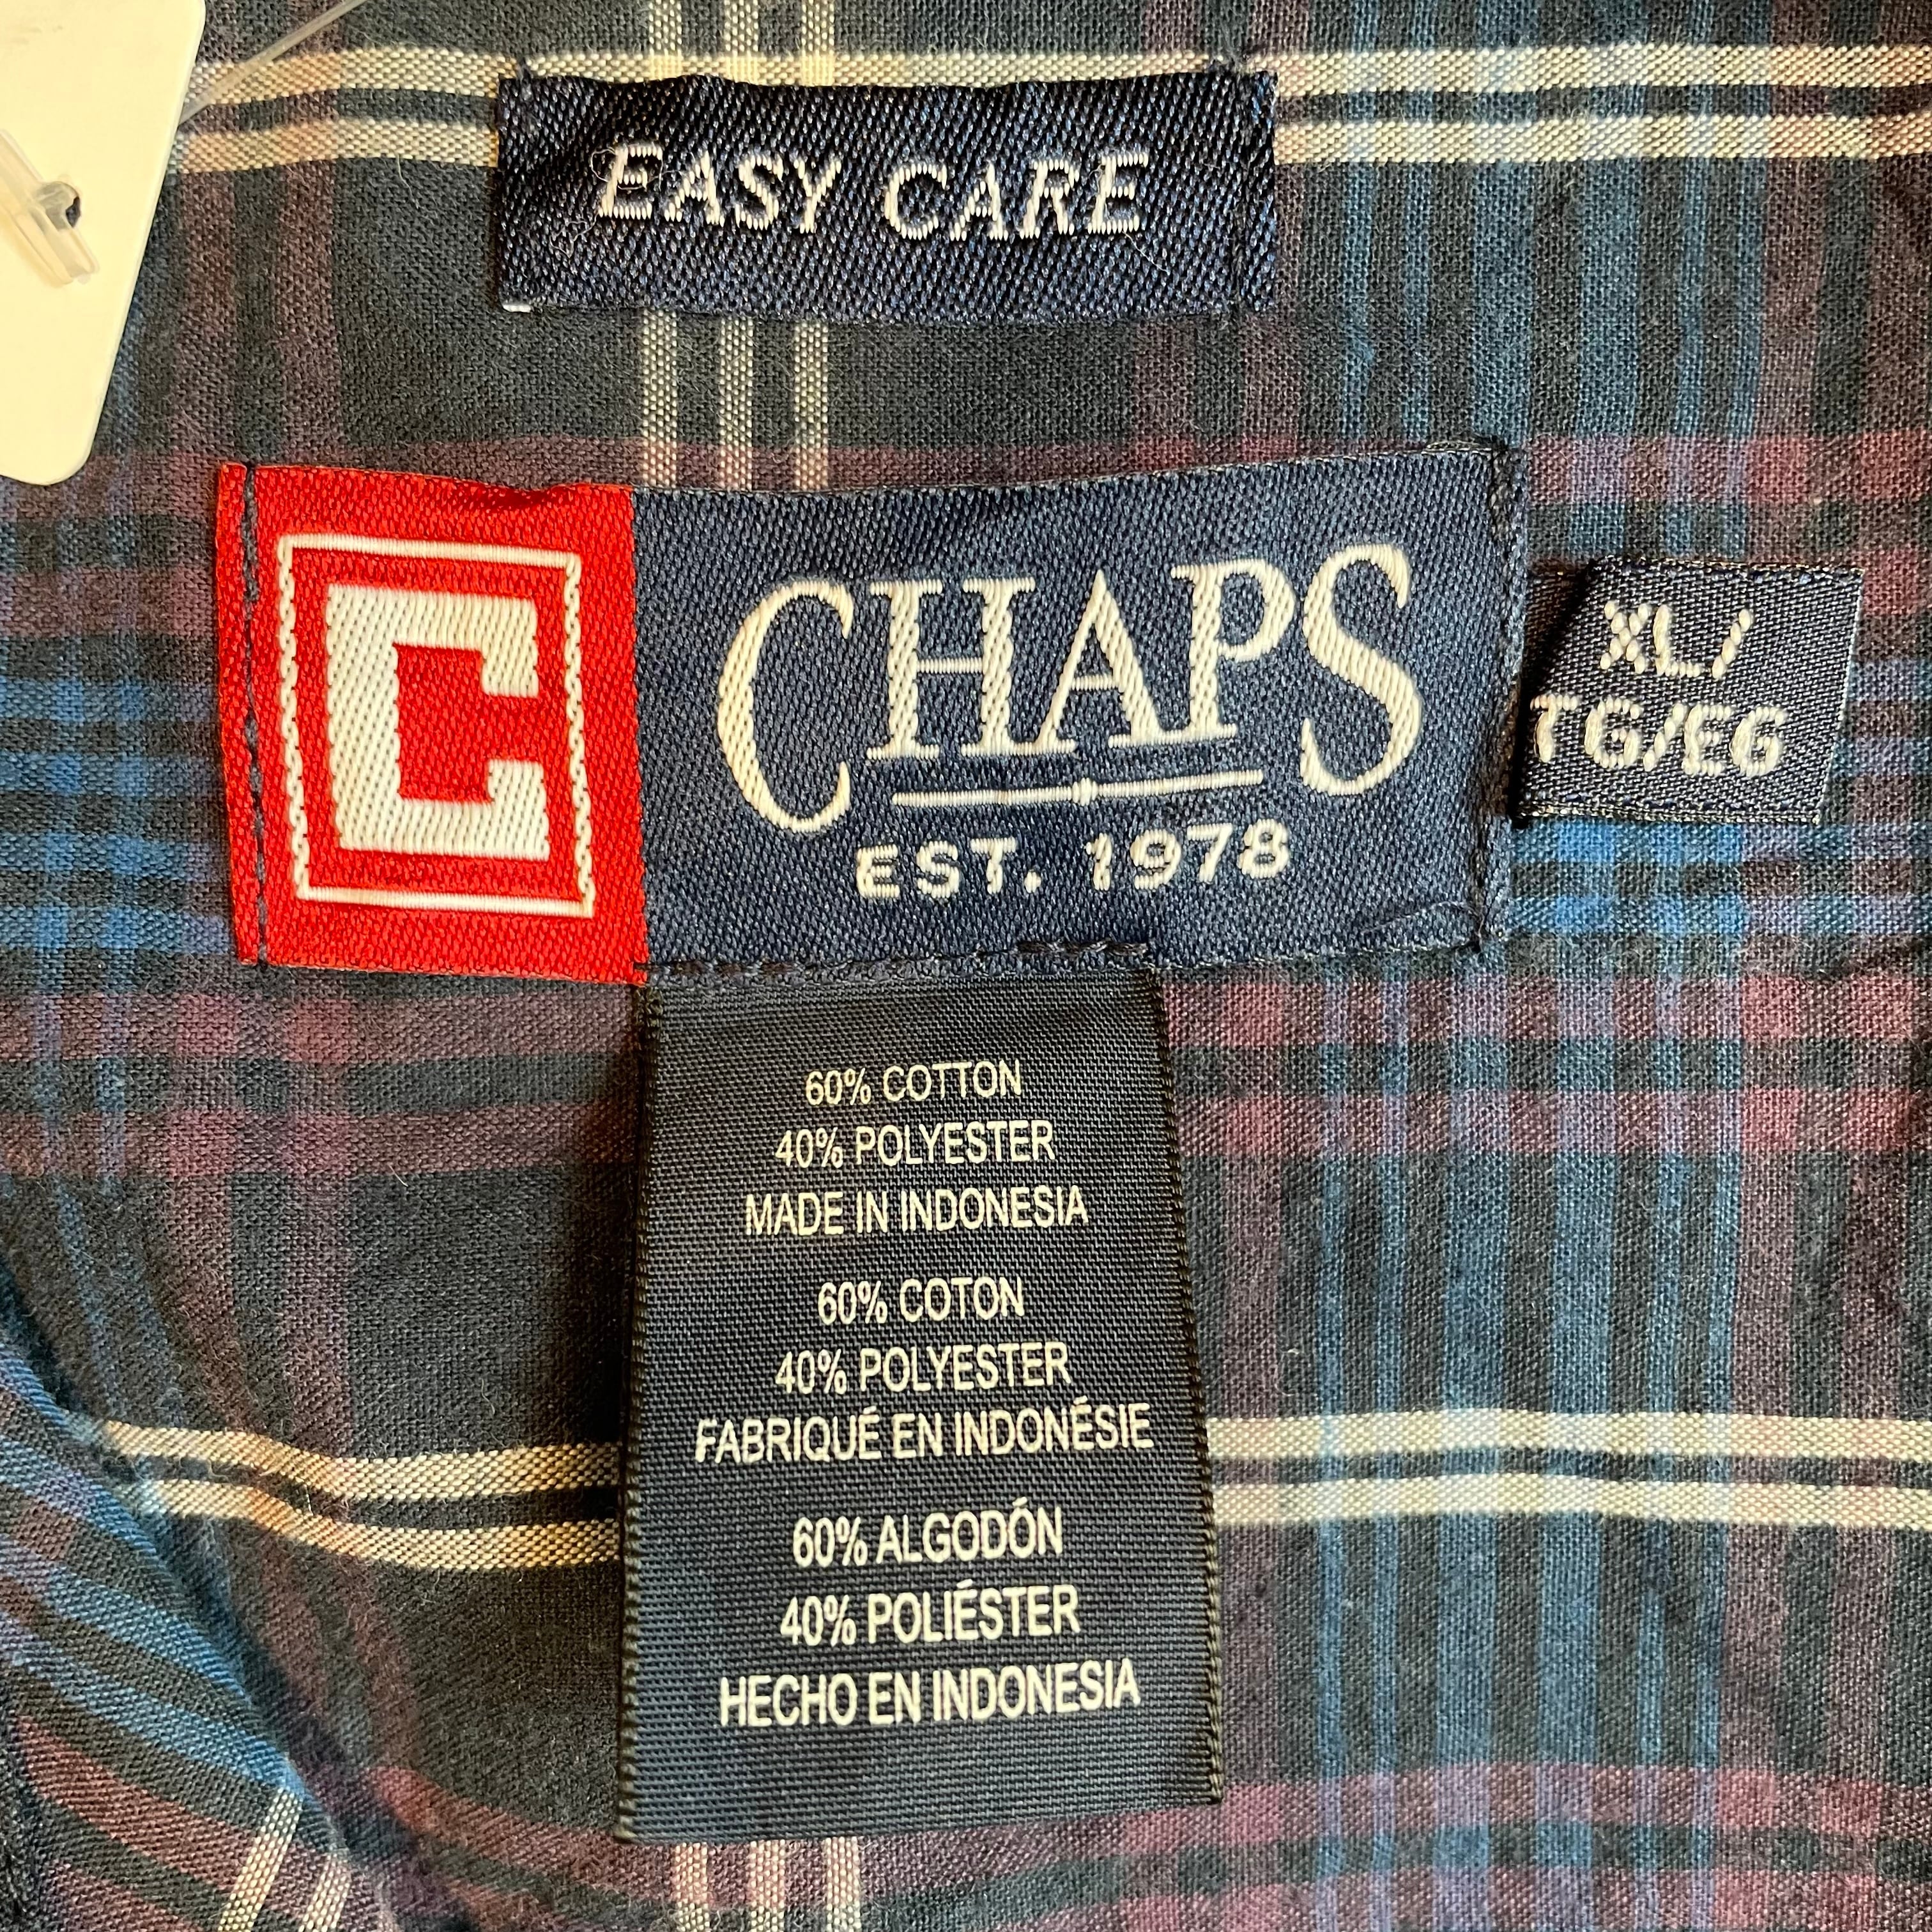 EASY CARE
C
CHAPS
EST. 1978
XL/
TG/EG
60% COTTON
40% POLYESTER
MADE IN INDONESIA
60% COTON
40% POLYESTER
FABRIQUÉ EN INDONÉSIE
60% ALGODÓN
40% POLIÉSTER
HECHO EN INDONESIA